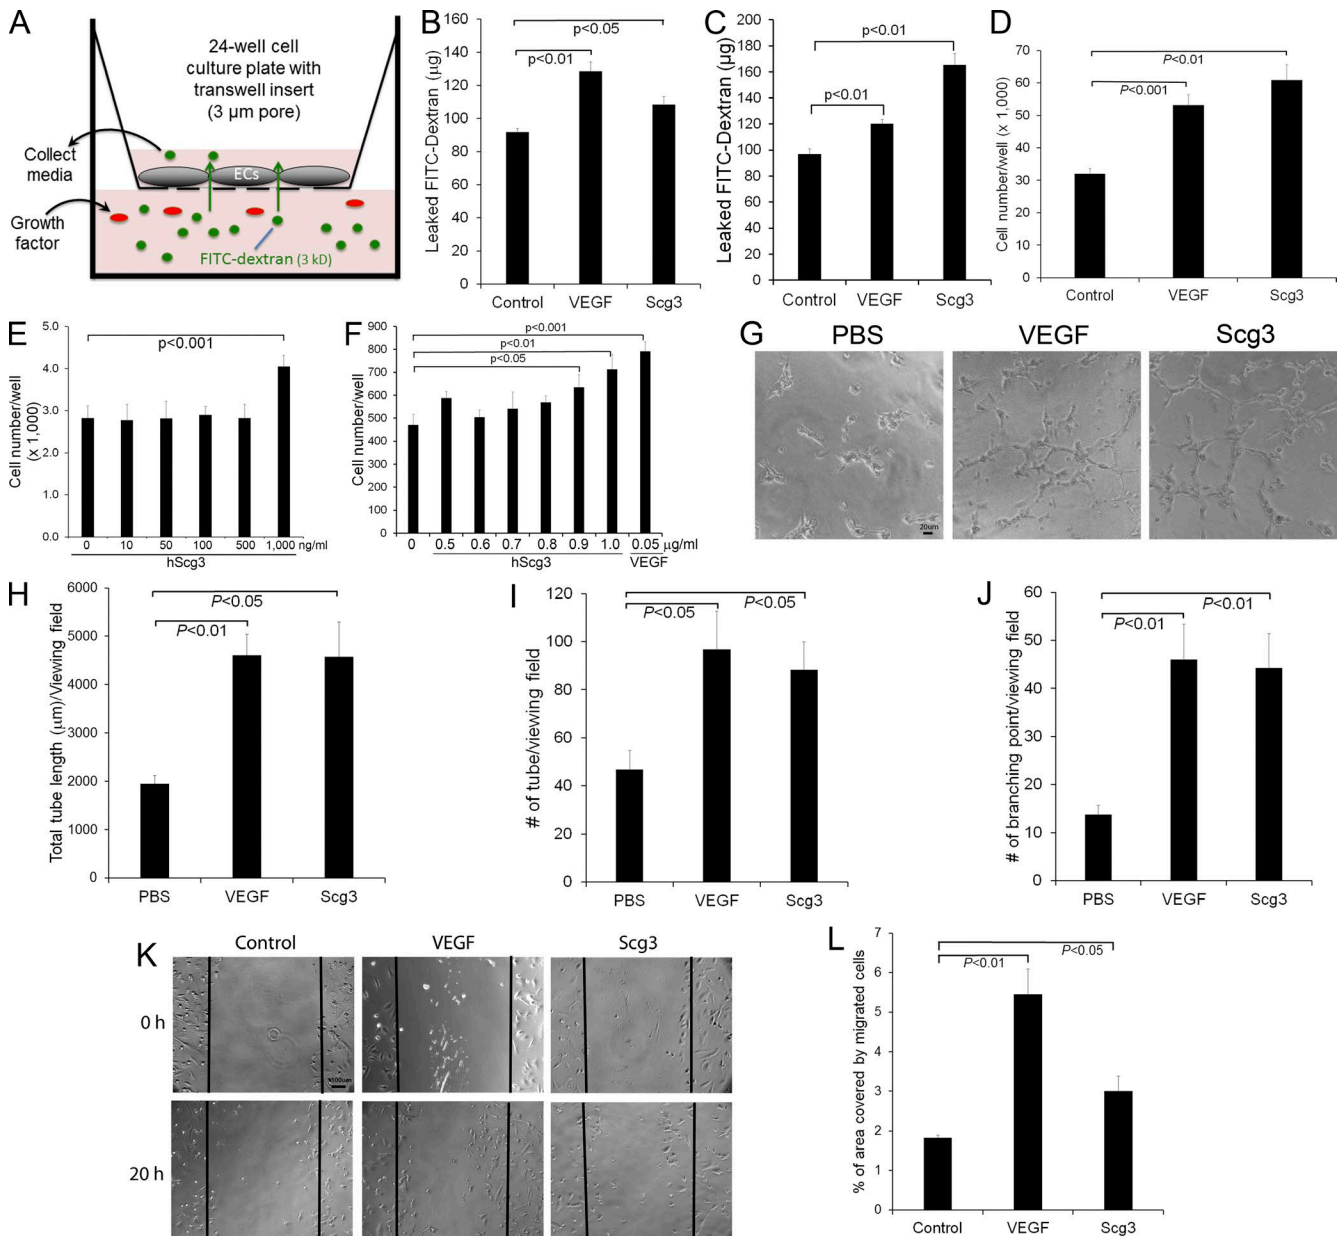 A
24-well cell
culture plate with
transwell insert
(3 µm pore)
Collect
media
ECs
Growth
factor
FITC-dextran (3 kD)
B
Leaked FITC-Dextran (µg)
160
140
120
100
80
60
40
20
0
p<0.05
p<0.01
Control VEGF Scg3
C
Leaked FITC-Dextran (µg)
200
180
160
140
120
100
80
60
40
20
0
p<0.01
p<0.01
Control VEGF Scg3
D
Cell number/well (x 1,000)
70
60
50
40
30
20
10
0
P<0.01
P<0.001
Control VEGF Scg3
E
Cell number/well
(x 1,000)
5.0
4.0
3.0
2.0
1.0
0.0
p<0.001
0 10 50 100 500 1,000 ng/ml
hScg3
F
Cell number/well
900
800
700
600
500
400
300
200
100
0
p<0.001
p<0.01
p<0.05
0 0.5 0.6 0.7 0.8 0.9 1.0 0.05 µg/ml
hScg3 VEGF
G
PBS VEGF Scg3
20um
H
Total tube length (µm)/Viewing field
6000
5000
4000
3000
2000
1000
0
P<0.05
P<0.01
PBS VEGF Scg3
I
# of tube/viewing field
120
100
80
60
40
20
0
P<0.05
P<0.05
PBS VEGF Scg3
J
# of branching point/viewing field
60
50
40
30
20
10
0
P<0.01
P<0.01
PBS VEGF Scg3
K
Control VEGF Scg3
0 h
100um
20 h
L
% of area covered by migrated cells
7
6
5
4
3
2
1
0
P<0.05
P<0.01
Control VEGF Scg3